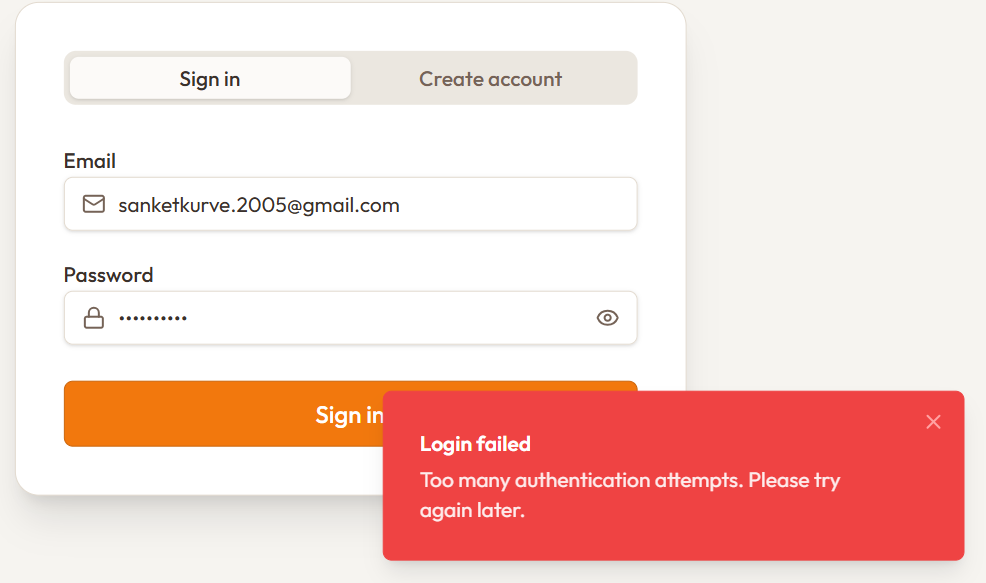 Sign in
Create account
Email
sanketkurve.2005@gmail.com
Password
••••••••••
Sign in
Login failed
Too many authentication attempts. Please try
again later.